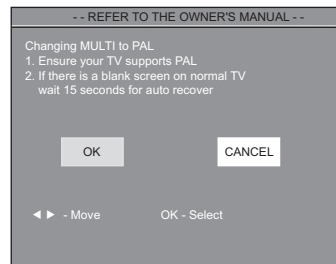 - - REFER TO THE OWNER'S MANUAL - -
Changing MULTI to PAL
1. Ensure your TV supports PAL
2. If there is a blank screen on normal TV
wait 15 seconds for auto recover
OK CANCEL
◄ ► - Move OK - Select